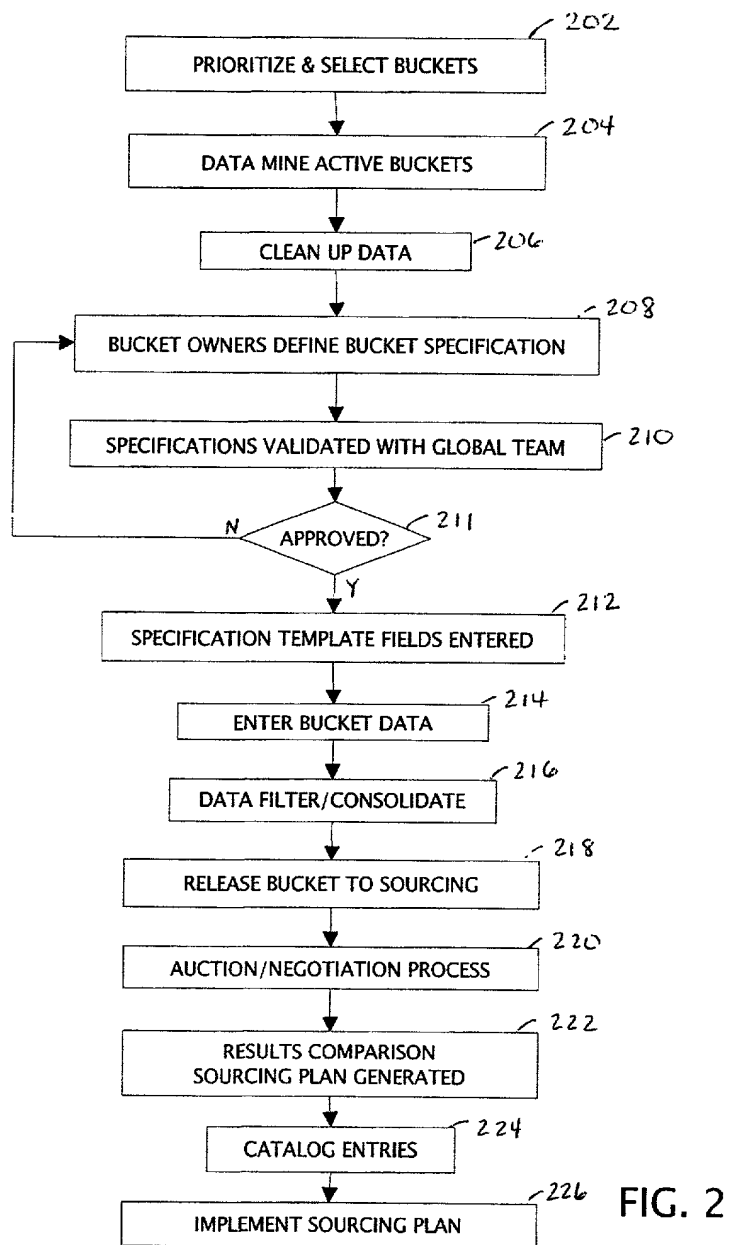 202
PRIORITIZE & SELECT BUCKETS
204
DATA MINE ACTIVE BUCKETS
206
CLEAN UP DATA
208
BUCKET OWNERS DEFINE BUCKET SPECIFICATION
210
SPECIFICATIONS VALIDATED WITH GLOBAL TEAM
211
N
APPROVED?
Y
212
SPECIFICATION TEMPLATE FIELDS ENTERED
214
ENTER BUCKET DATA
216
DATA FILTER/CONSOLIDATE
218
RELEASE BUCKET TO SOURCING
220
AUCTION/NEGOTIATION PROCESS
222
RESULTS COMPARISON
SOURCING PLAN GENERATED
224
CATALOG ENTRIES
226
IMPLEMENT SOURCING PLAN
FIG. 2